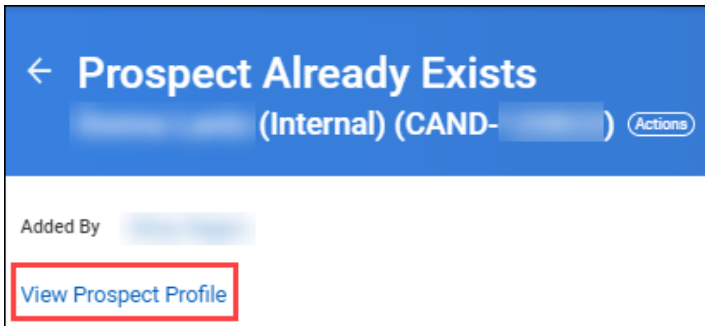 ← Prospect Already Exists
(Internal) (CAND- ) Actions
Added By
View Prospect Profile